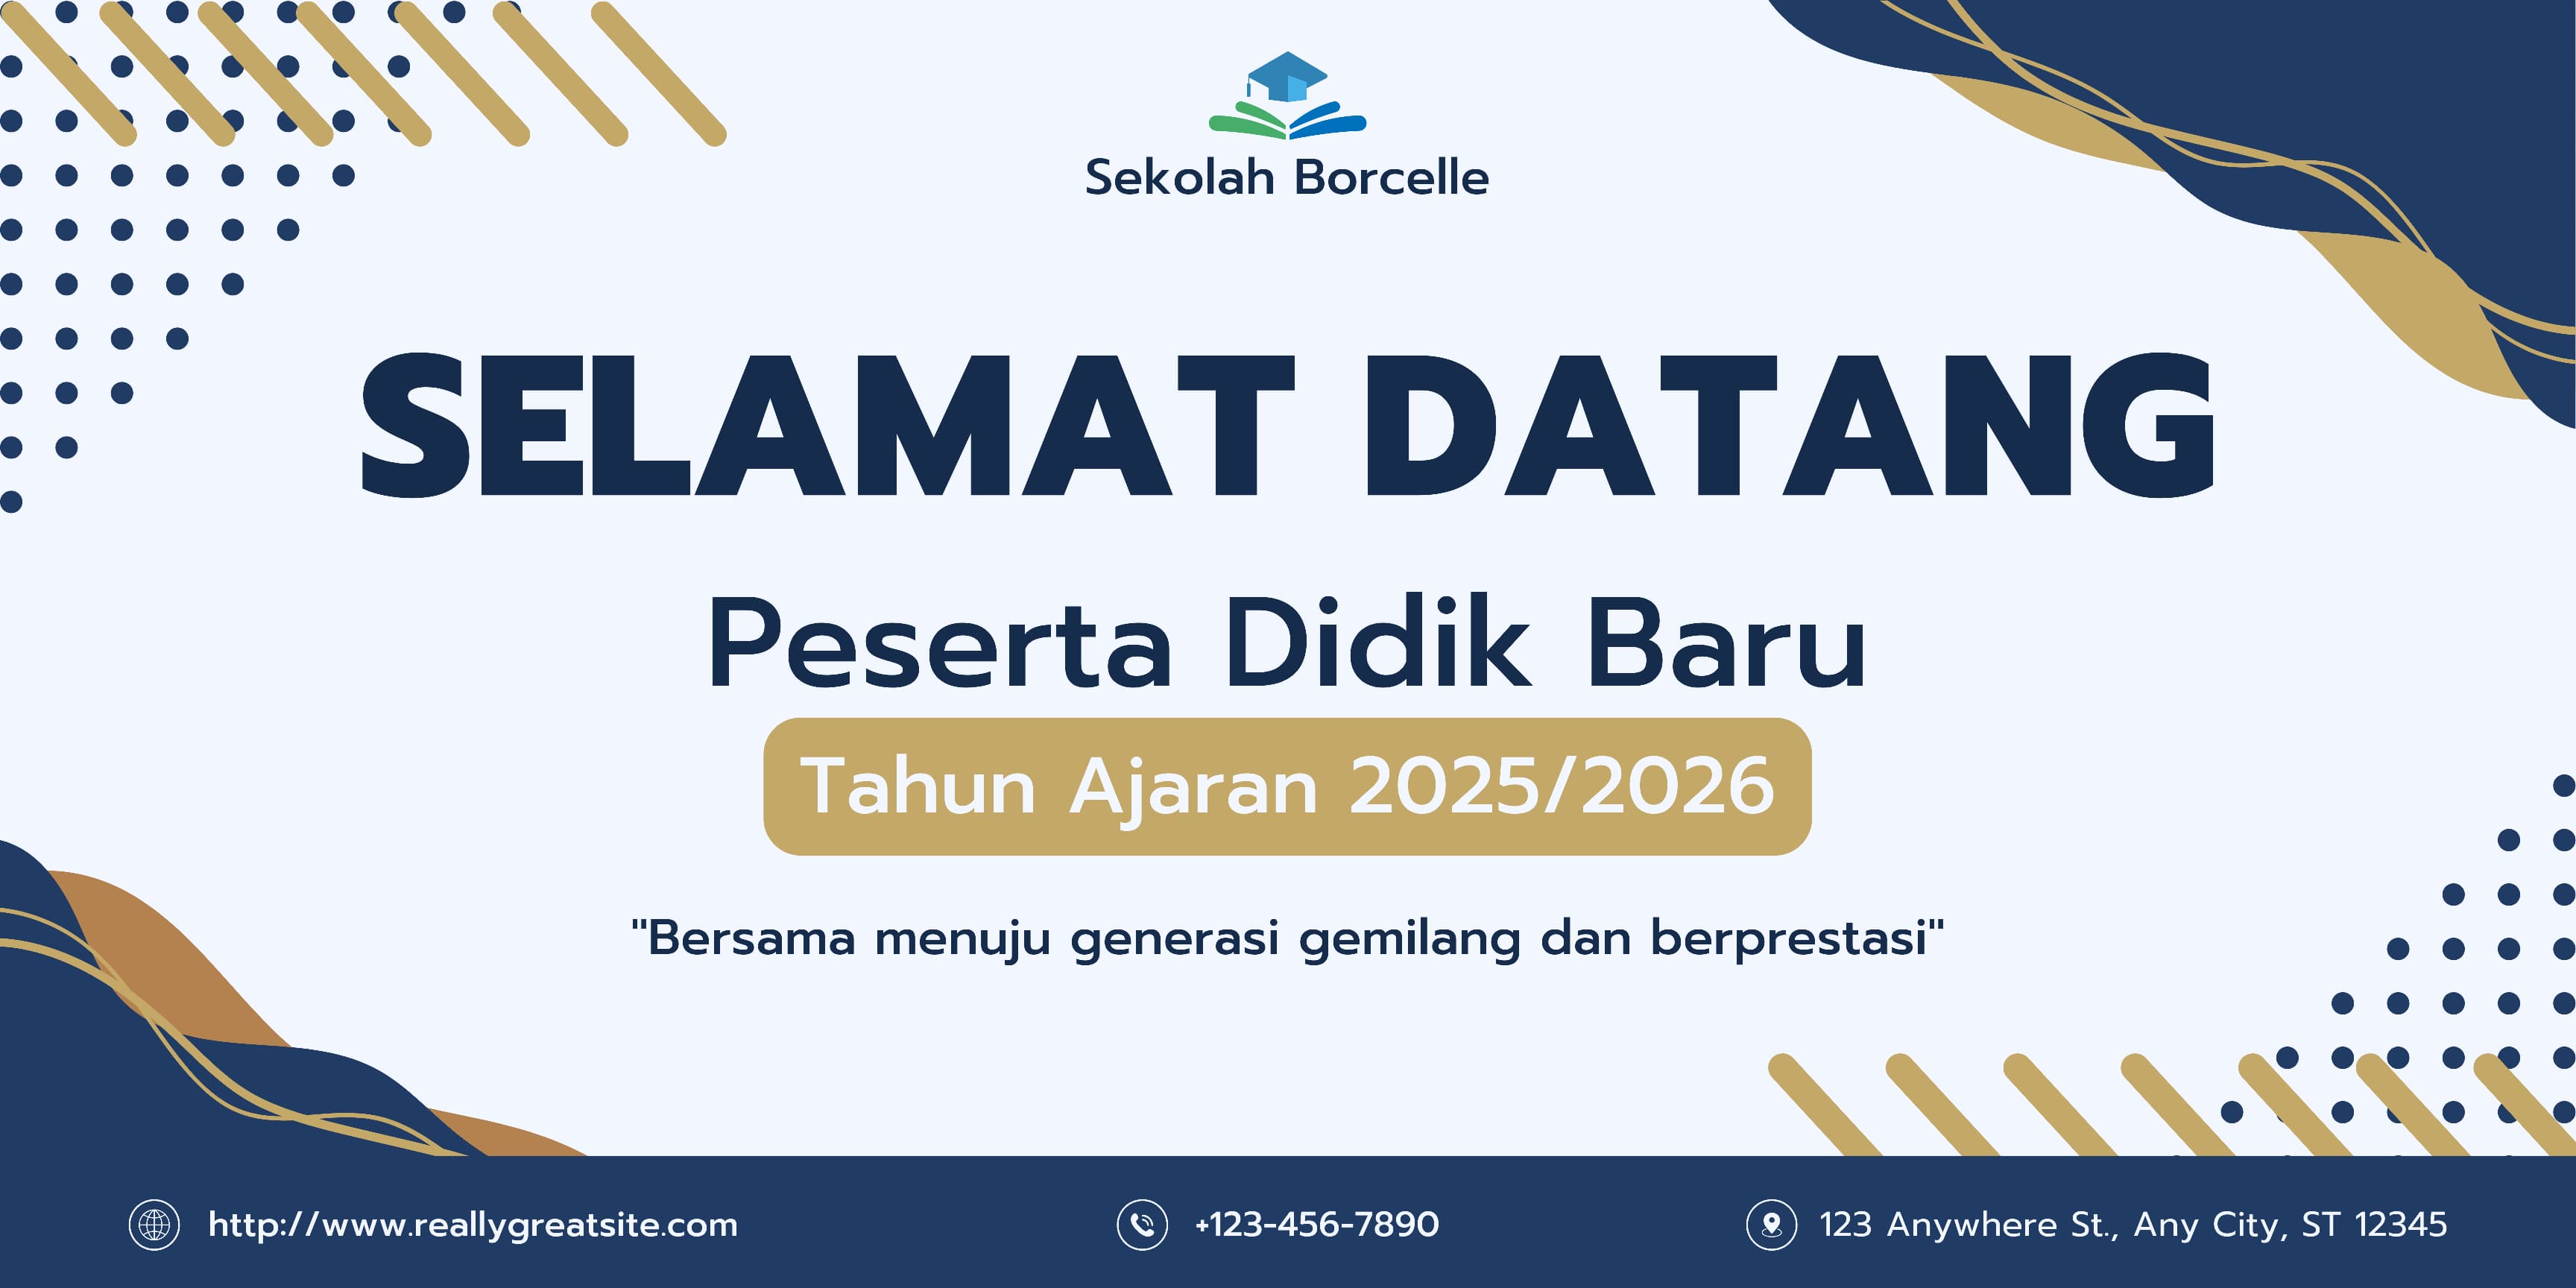 Sekolah Borcelle
SELAMAT DATANG
Peserta Didik Baru
Tahun Ajaran 2025/2026
"Bersama menuju generasi gemilang dan berprestasi"
http://www.reallygreatsite.com
+123-456-7890
123 Anywhere St., Any City, ST 12345